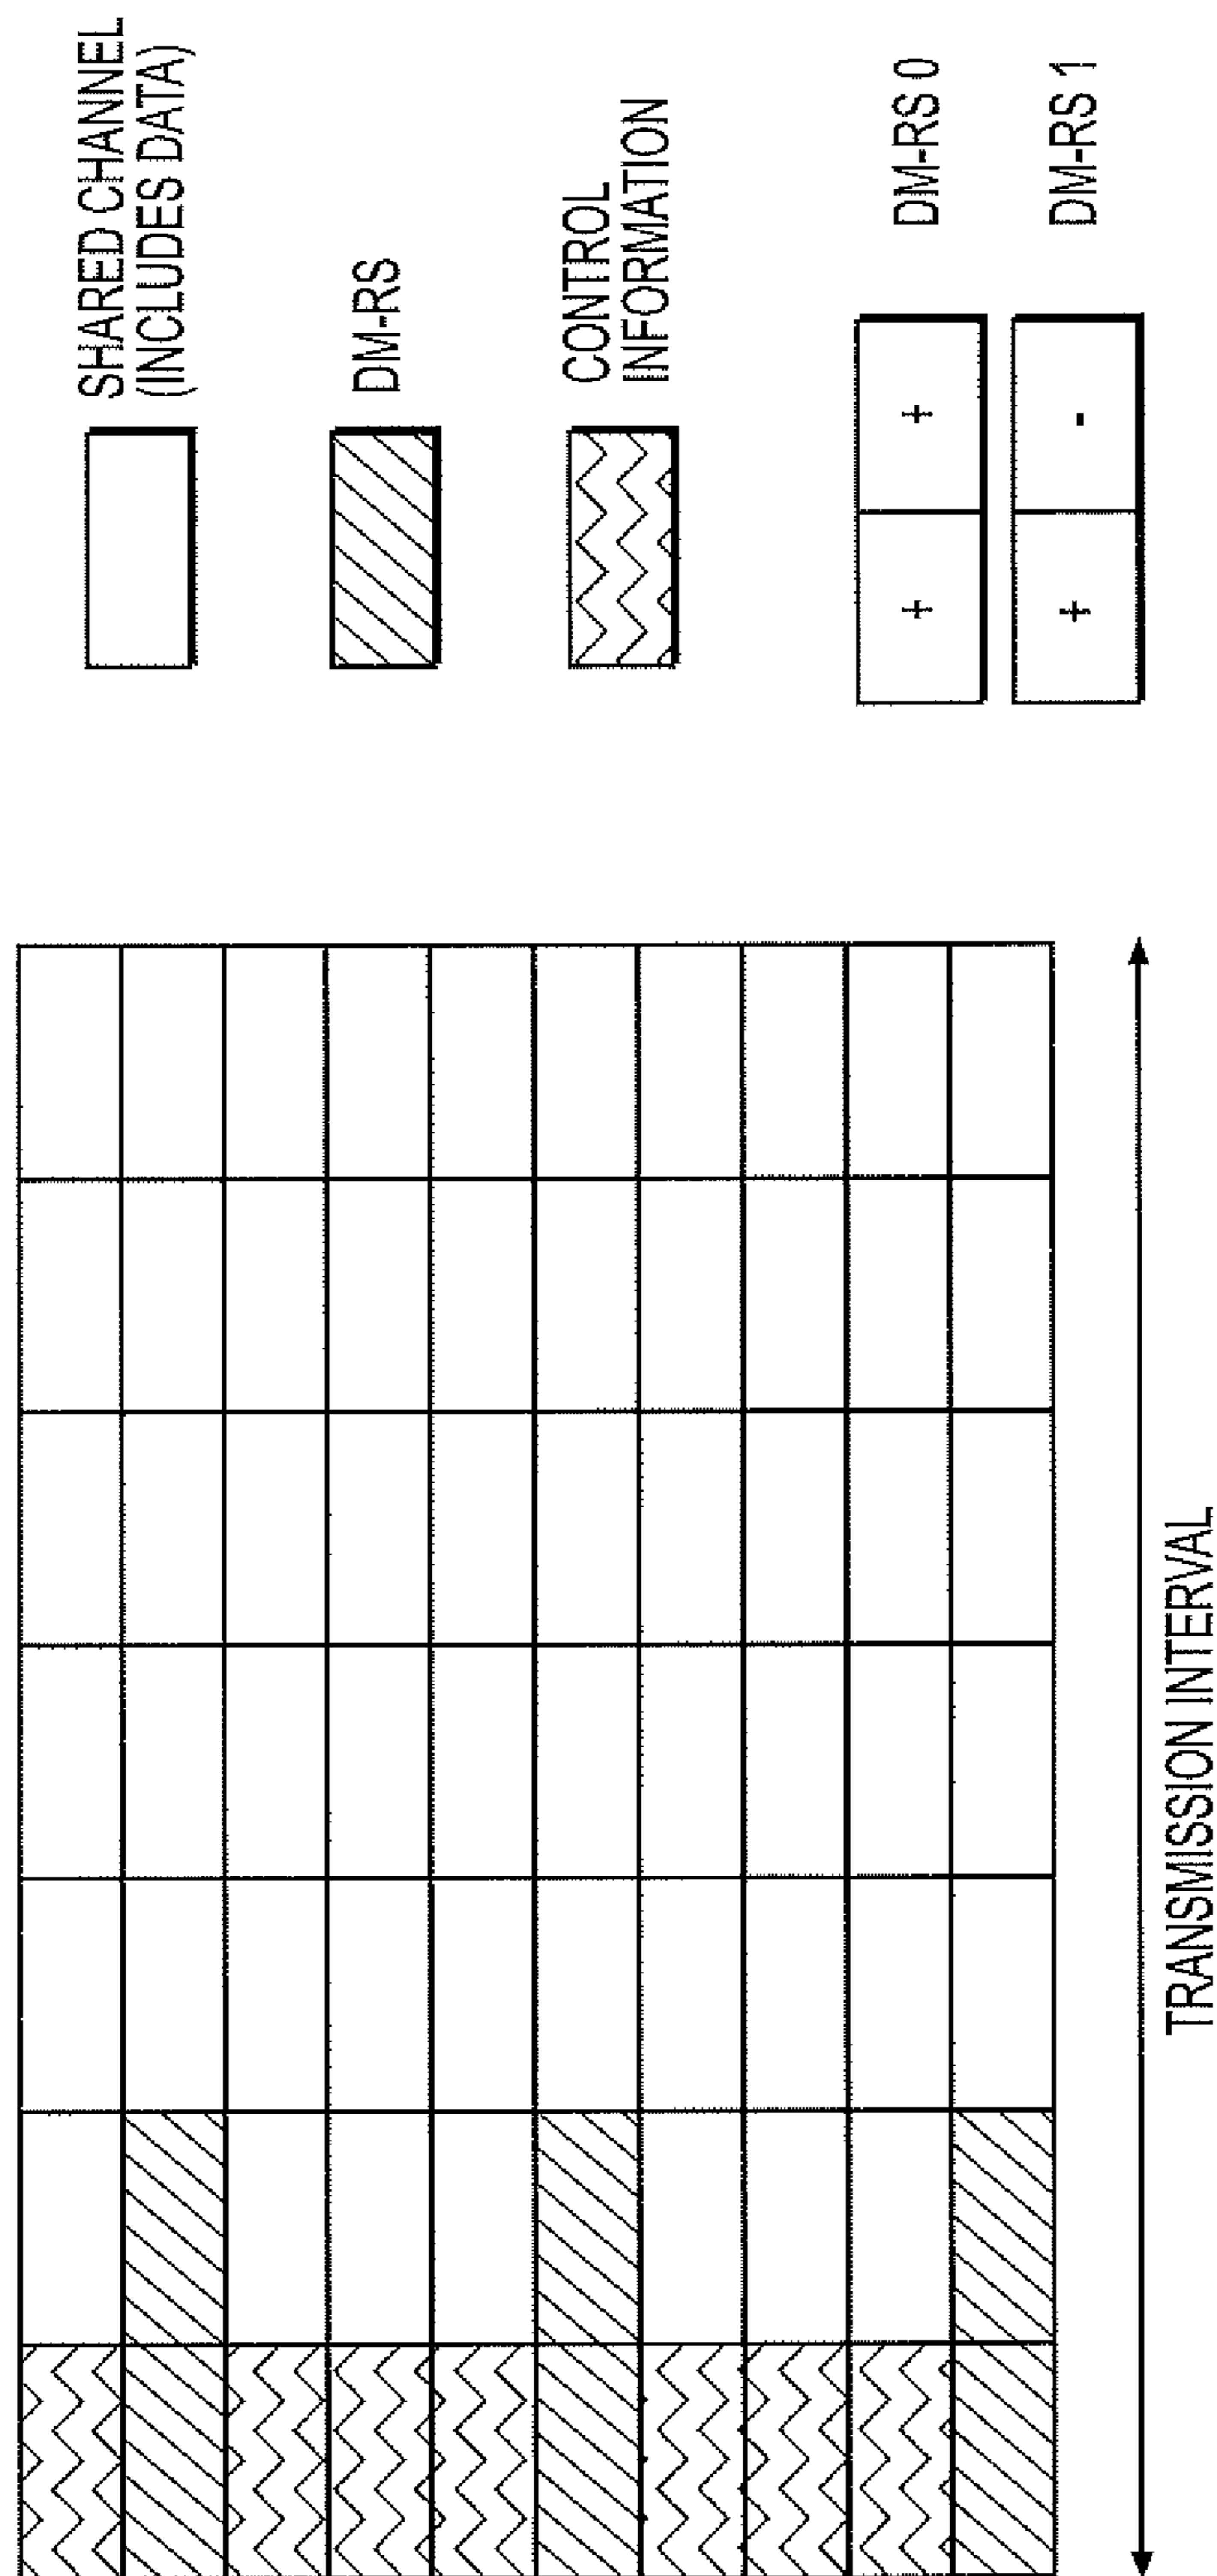 SHARED CHANNEL
(INCLUDES DATA)
DM-RS
CONTROL
INFORMATION
+ + DM-RS 0
+ - DM-RS 1
TRANSMISSION INTERVAL